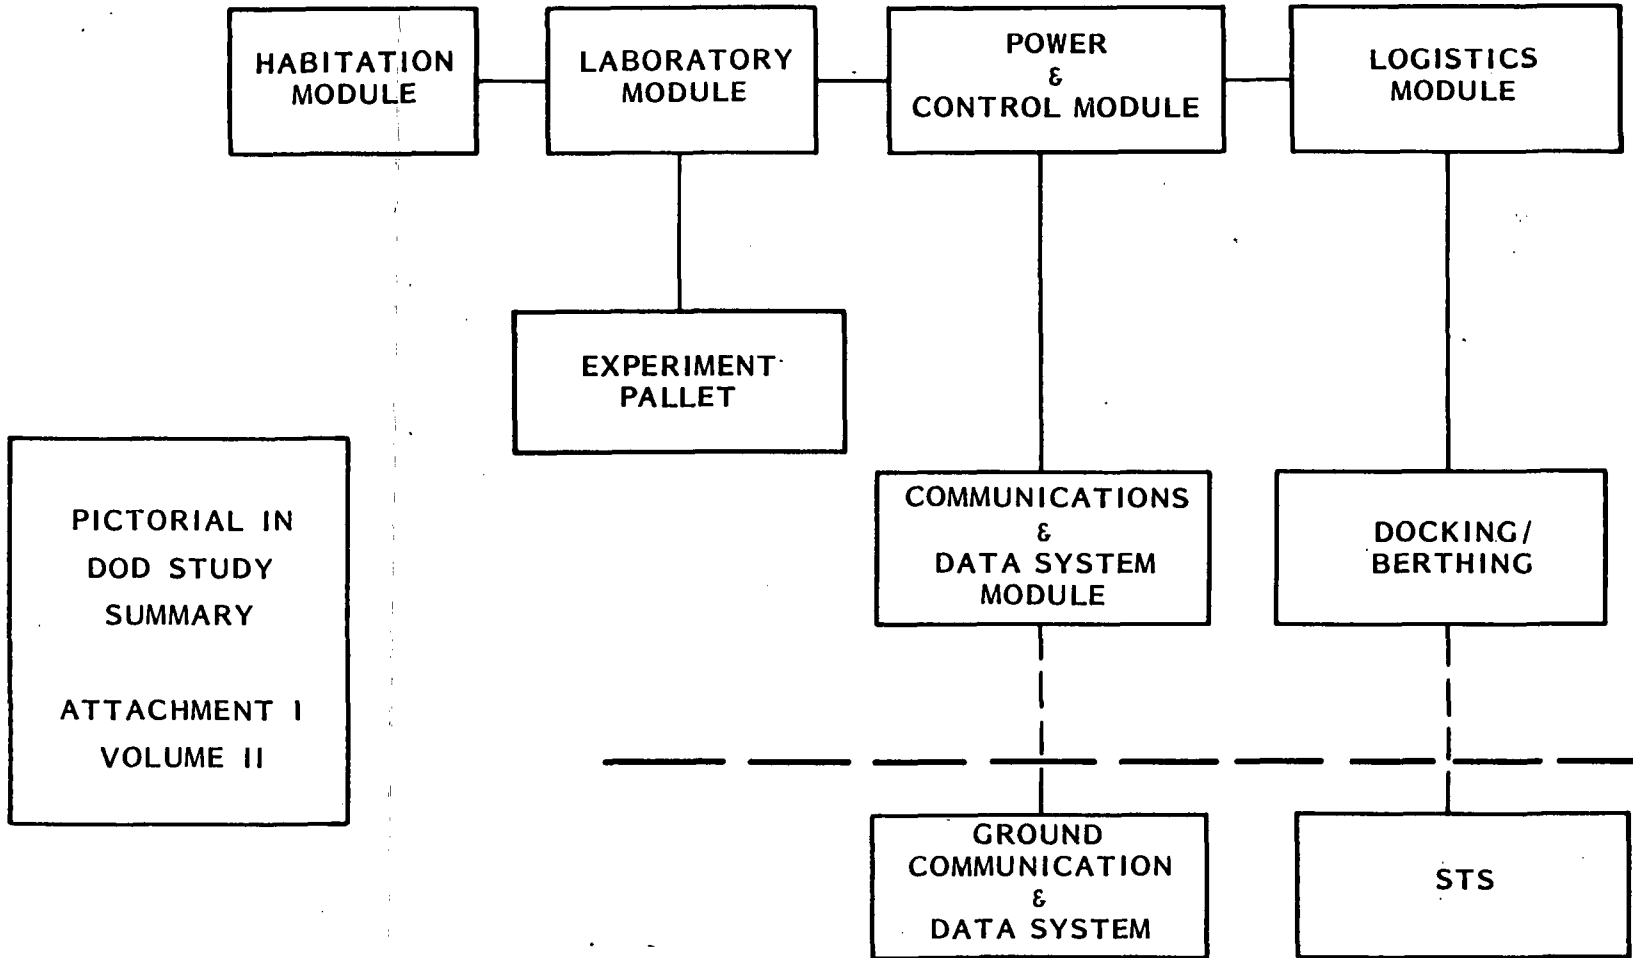 HABITATION
MODULE
LABORATORY
MODULE
POWER
&
CONTROL MODULE
LOGISTICS
MODULE
EXPERIMENT
PALLET
PICTORIAL IN
DOD STUDY
SUMMARY
ATTACHMENT I
VOLUME II
COMMUNICATIONS
&
DATA SYSTEM
MODULE
DOCKING/
BERTHING
GROUND
COMMUNICATION
&
DATA SYSTEM
STS